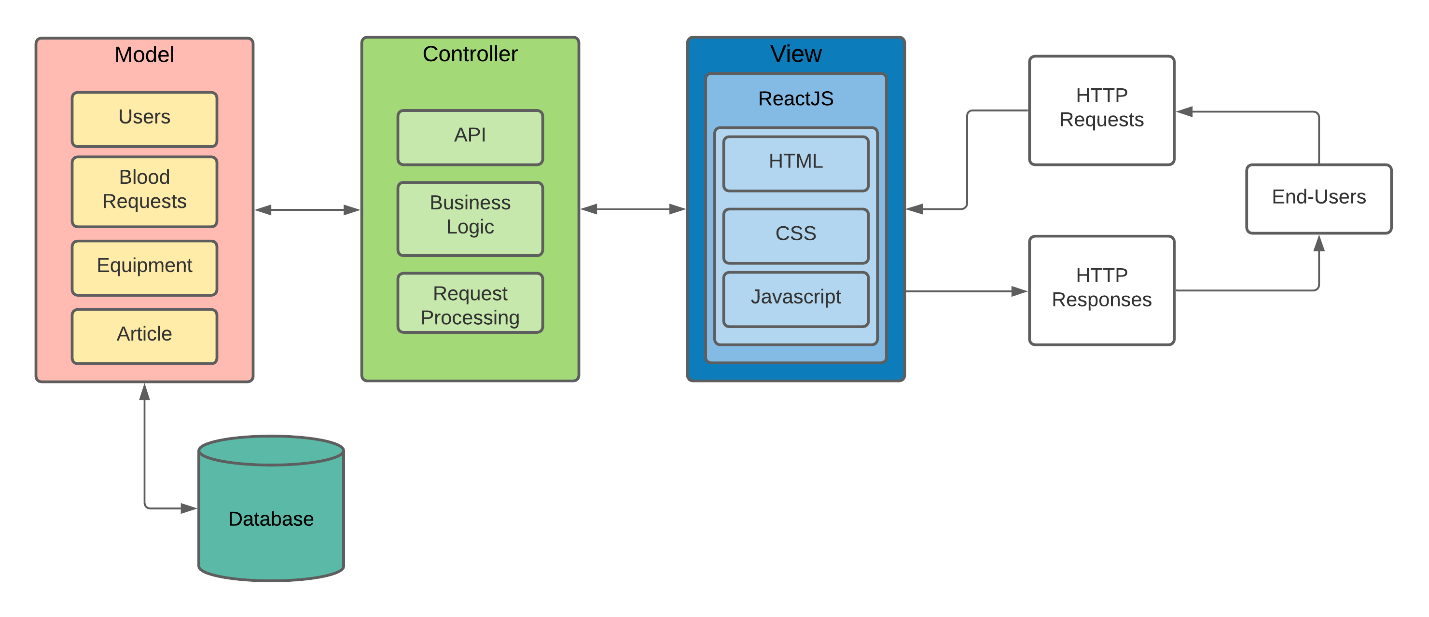 Model
Users
Blood
Requests
Equipment
Article
Database
Controller
API
Business
Logic
Request
Processing
View
ReactJS
HTML
CSS
Javascript
HTTP
Requests
HTTP
Responses
End-Users